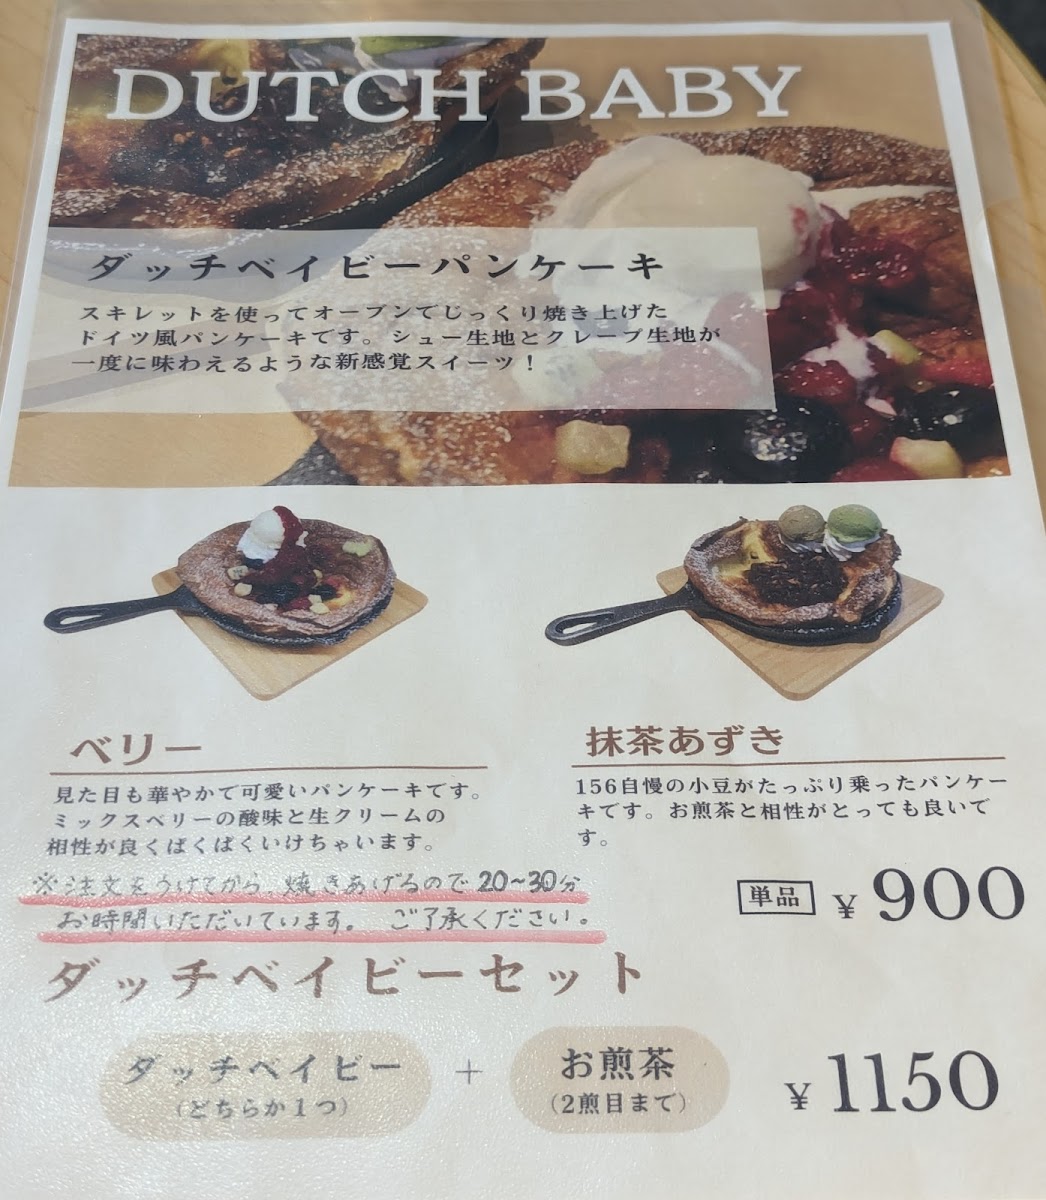 DUTCH BABY
ダッチベイビーパンケーキ
スキレットを使ってオーブンでじっくり焼き上げた
ドイツ風パンケーキです。シュー生地とクレープ生地が
一度に味わえるような新感覚スイーツ！
ベリー
見た目も華やかで可愛いパンケーキです。
ミックスベリーの酸味と生クリームの
相性が良くぱくぱくいけちゃいます。
抹茶あずき
156自慢の小豆がたっぷり乗ったパンケー
キです。お煎茶と相性がとっても良いで
す。
※注文をうけてから、焼きあげるので20~30分
お時間いただいています。 ご了承ください。
単品 ¥900
ダッチベイビーセット
ダッチベイビー + お煎茶 ¥1150
(どちらか1つ) (2煎目まで)